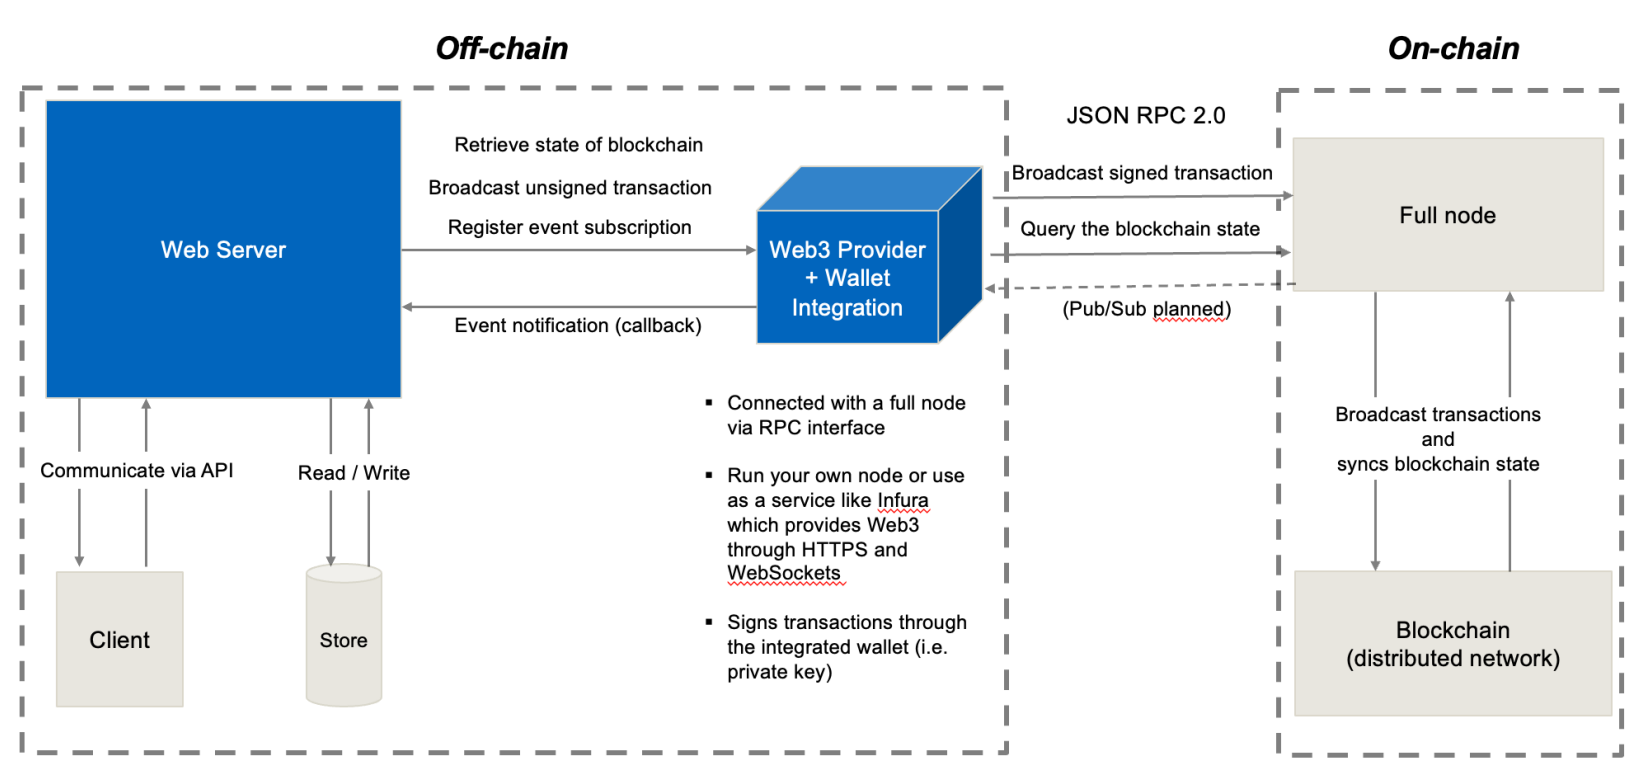 Off-chain
On-chain
Web Server
Retrieve state of blockchain
Broadcast unsigned transaction
Register event subscription
Event notification (callback)
Web3 Provider
+ Wallet
Integration
JSON RPC 2.0
Broadcast signed transaction
Query the blockchain state
(Pub/Sub planned)
Full node
Communicate via API
Read / Write
Client
Store
▪ Connected with a full node
via RPC interface
▪ Run your own node or use
as a service like Infura
which provides Web3
through HTTPS and
WebSockets
▪ Signs transactions through
the integrated wallet (i.e.
private key)
Broadcast transactions
and
syncs blockchain state
Blockchain
(distributed network)